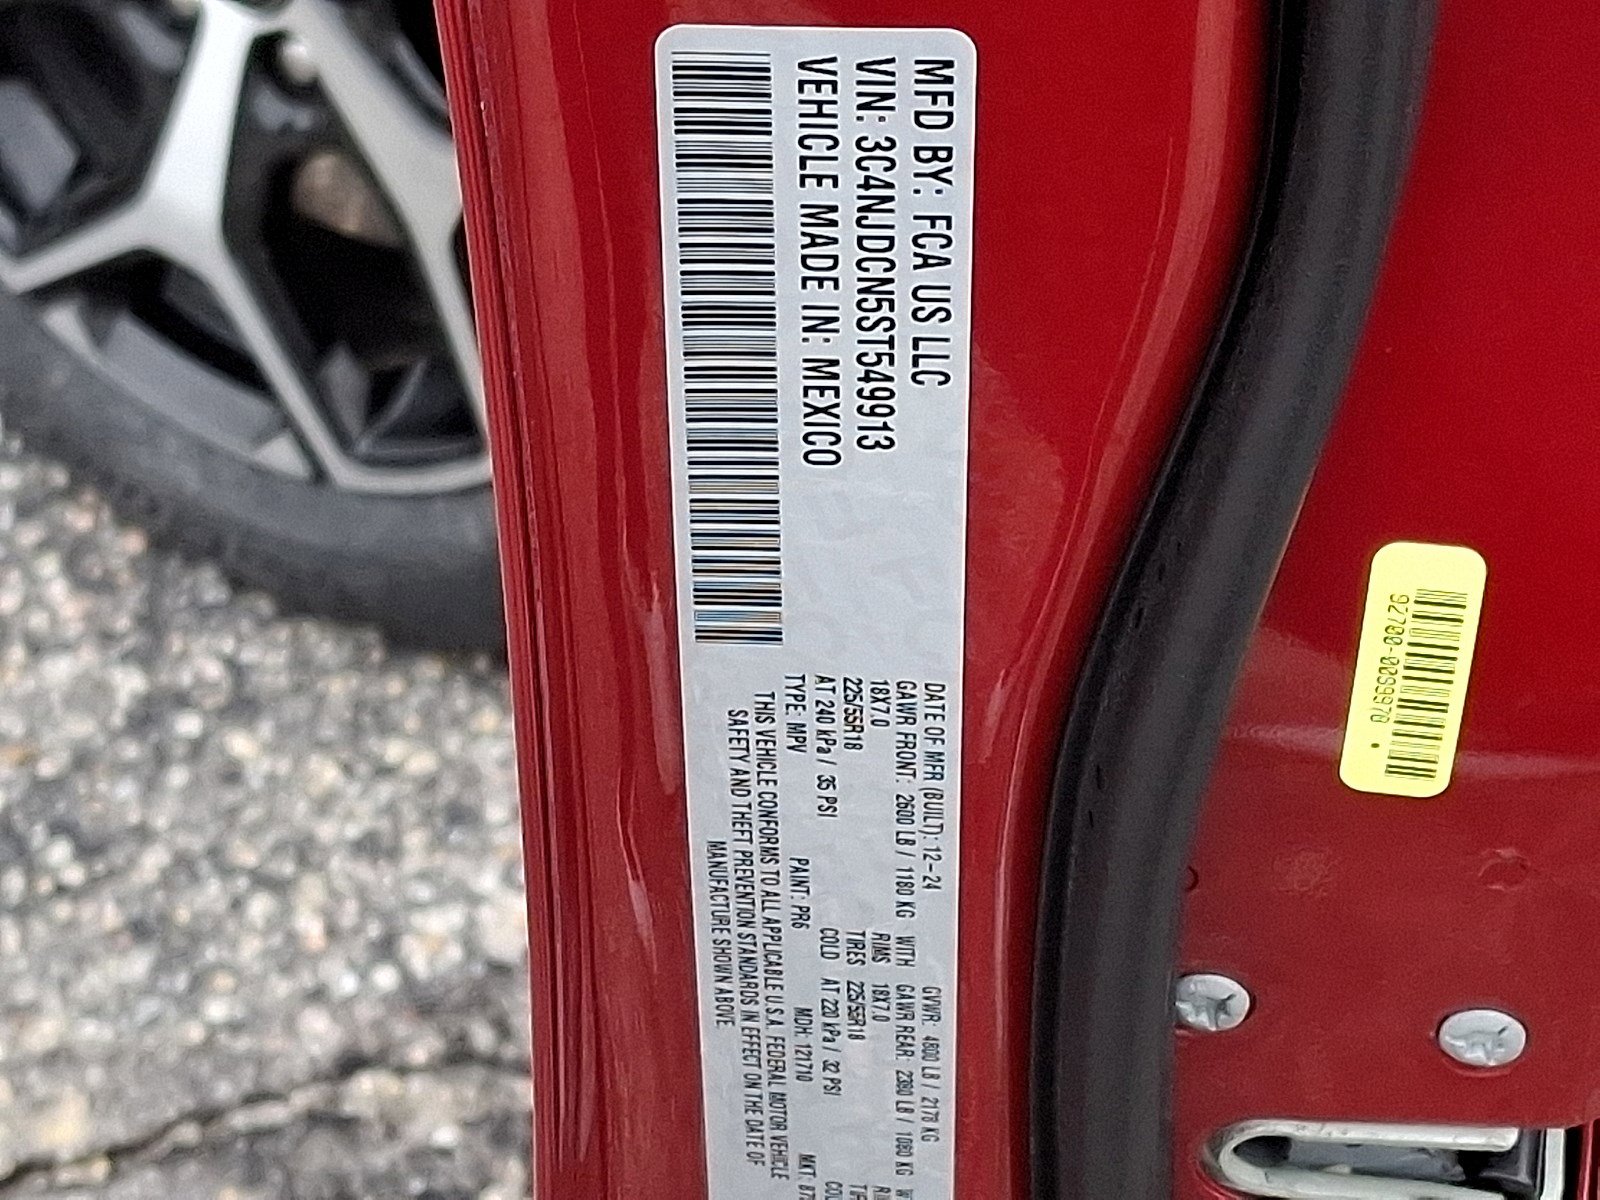 MFD BY: FCA US LLC
VIN: 3C4NJDCN5ST549913
VEHICLE MADE IN: MEXICO
DATE OF MFR (BUILT): 12-24 GVWR: 4800 LB / 2176 KG
GAWR FRONT: 2600 LB / 1180 KG WITH GAWR REAR: 2380 LB / 1080 KG
18X7.0 RIMS 18X7.0
225/55R18 TIRES 225/55R18
AT 240 kPa / 35 PSI COLD AT 220 kPa / 32 PSI
TYPE: MPV PAINT: PR6 MDH: 121710 MKT:
THIS VEHICLE CONFORMS TO ALL APPLICABLE U.S.A. FEDERAL MOTOR VEHICLE
SAFETY AND THEFT PREVENTION STANDARDS IN EFFECT ON THE DATE OF
MANUFACTURE SHOWN ABOVE.
92700-00S9970